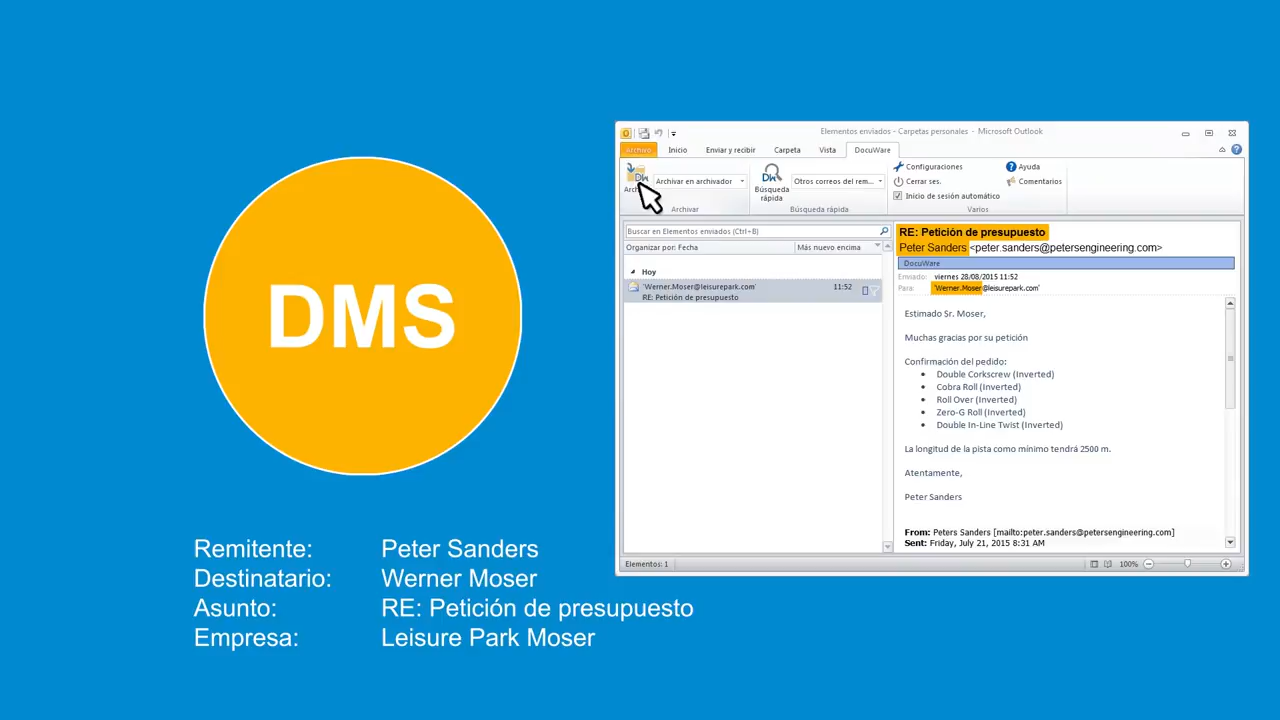 DMS
Remitente: Peter Sanders
Destinatario: Werner Moser
Asunto: RE: Petición de presupuesto
Empresa: Leisure Park Moser
Elementos enviados - Carpetas personales - Microsoft Outlook
Archivo Inicio Enviar y recibir Carpeta Vista DocuWare
Archivar en archivador
Archivar
Búsqueda rápida
Otros correos del rem...
Búsqueda rápida
Configuraciones
Cerrar ses.
Inicio de sesión automático
Ayuda
Comentarios
Varios
Buscar en Elementos enviados (Ctrl+B)
Organizar por: Fecha Más nuevo encima
Hoy
'Werner.Moser@leisurepark.com' 11:52
RE: Petición de presupuesto
RE: Petición de presupuesto
Peter Sanders <peter.sanders@petersengineering.com>
DocuWare
Enviado: viernes 28/08/2015 11:52
Para: 'Werner.Moser@leisurepark.com'
Estimado Sr. Moser,
Muchas gracias por su petición
Confirmación del pedido:
• Double Corkscrew (Inverted)
• Cobra Roll (Inverted)
• Roll Over (Inverted)
• Zero-G Roll (Inverted)
• Double In-Line Twist (Inverted)
La longitud de la pista como mínimo tendrá 2500 m.
Atentamente,
Peter Sanders
From: Peters Sanders [mailto:peter.sanders@petersengineering.com]
Sent: Friday, July 21, 2015 8:31 AM
Elementos: 1
100%